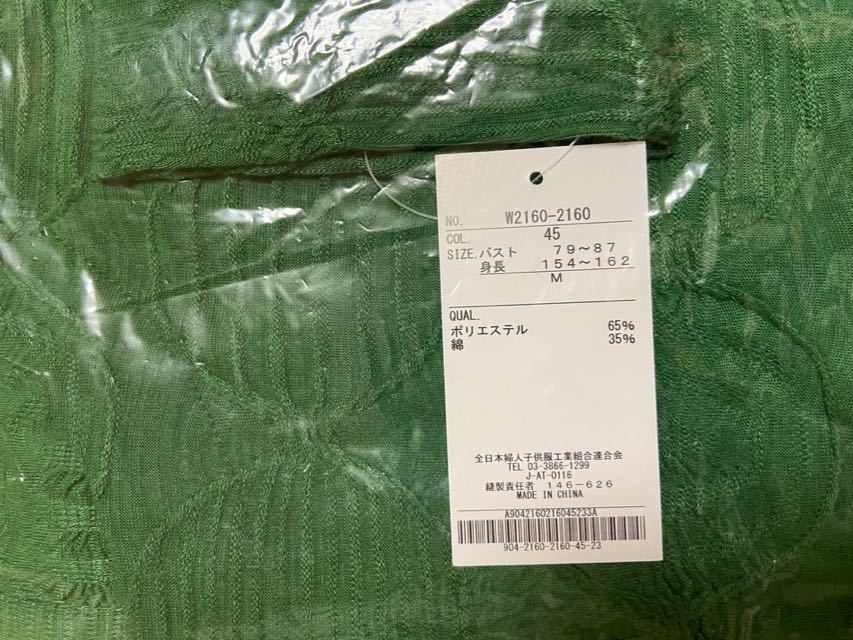 NO. W2160-2160
COL. 45
SIZE.バスト 79~87
身長 154~162
M
QUAL.
ポリエステル 65%
綿 35%
全日本婦人子供服工業組合連合会
TEL 03-3866-1299
J-AT-0116
縫製責任者 146-626
MADE IN CHINA
A9042160216045233A
904-2160-2160-45-23